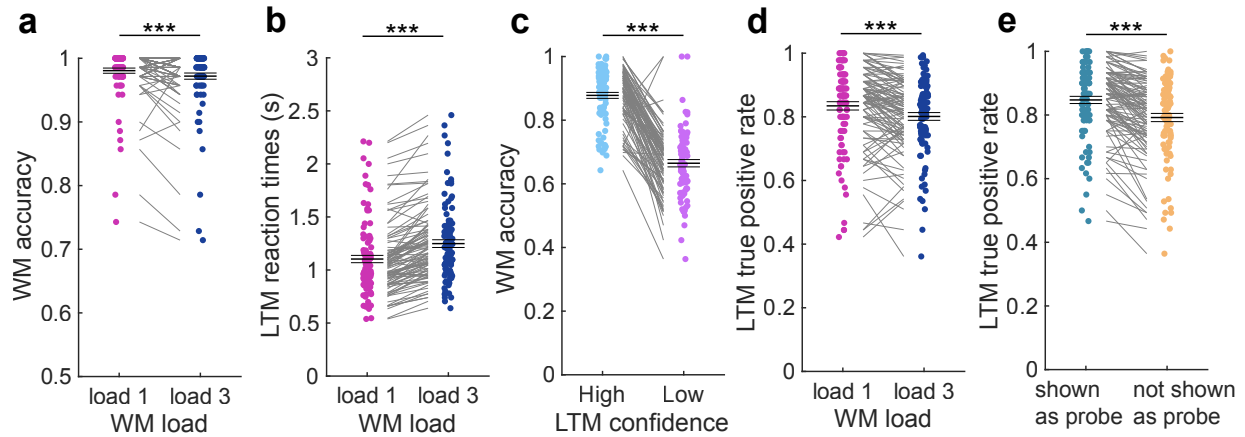 a
***
WM accuracy
1
0.9
0.8
0.7
0.6
0.5
load 1 load 3
WM load
b
***
LTM reaction times (s)
3
2.5
2
1.5
1
0.5
0
load 1 load 3
WM load
c
***
WM accuracy
1
0.8
0.6
0.4
0.2
0
High Low
LTM confidence
d
***
LTM true positive rate
1
0.8
0.6
0.4
0.2
0
load 1 load 3
WM load
e
***
LTM true positive rate
1
0.8
0.6
0.4
0.2
0
shown not shown
as probe as probe